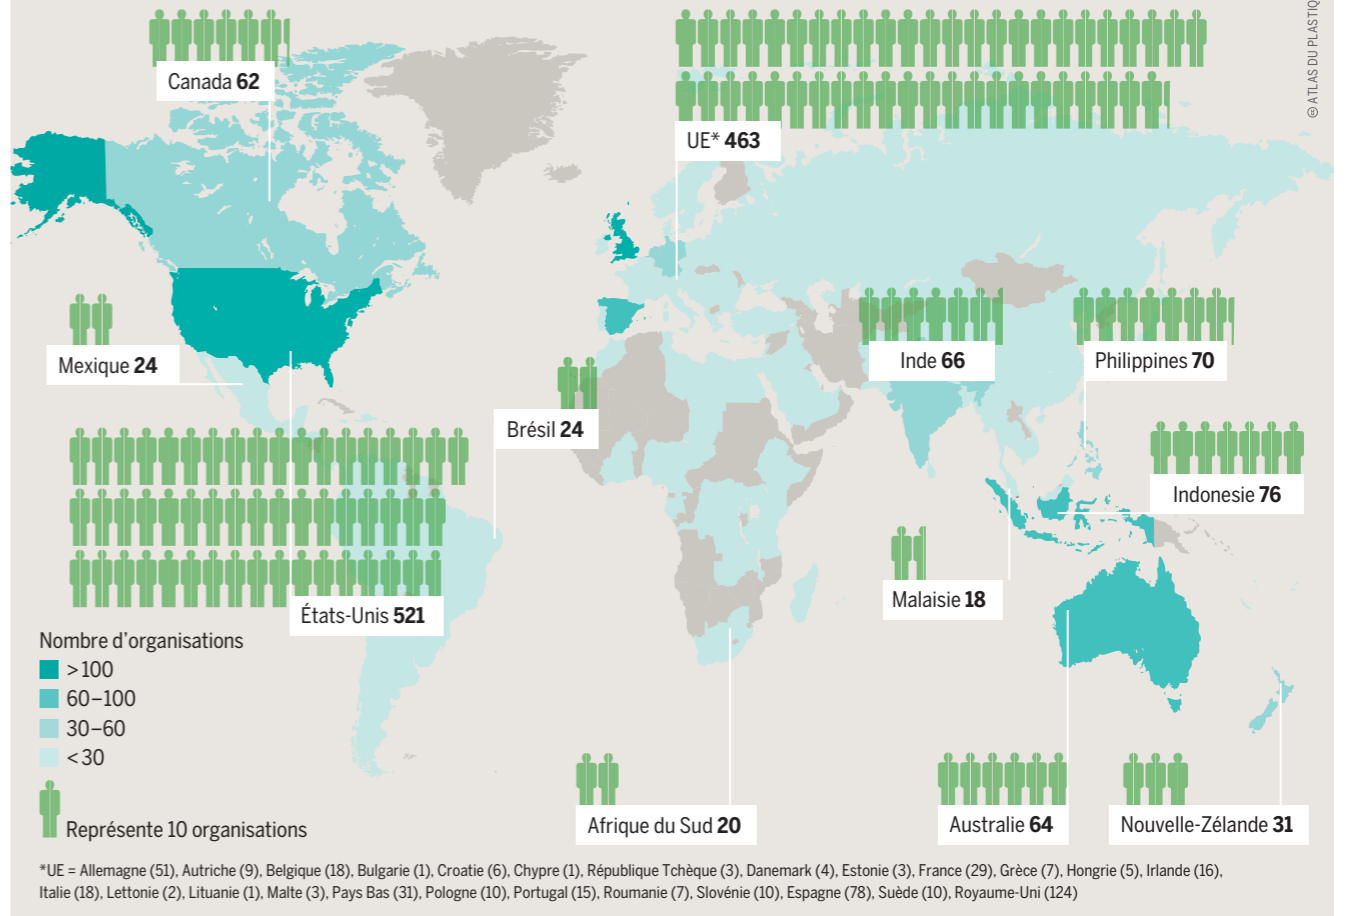 © ATLAS DU PLASTIQ
Canada 62
UE* 463
Mexique 24
Inde 66
Philippines 70
Brésil 24
Indonesie 76
États-Unis 521
Malaisie 18
Nombre d'organisations
> 100
60–100
30–60
< 30
Représente 10 organisations
Afrique du Sud 20
Australie 64
Nouvelle-Zélande 31
*UE = Allemagne (51), Autriche (9), Belgique (18), Bulgarie (1), Croatie (6), Chypre (1), République Tchèque (3), Danemark (4), Estonie (3), France (29), Grèce (7), Hongrie (5), Irlande (16),
Italie (18), Lettonie (2), Lituanie (1), Malte (3), Pays Bas (31), Pologne (10), Portugal (15), Roumanie (7), Slovénie (10), Espagne (78), Suède (10), Royaume-Uni (124)